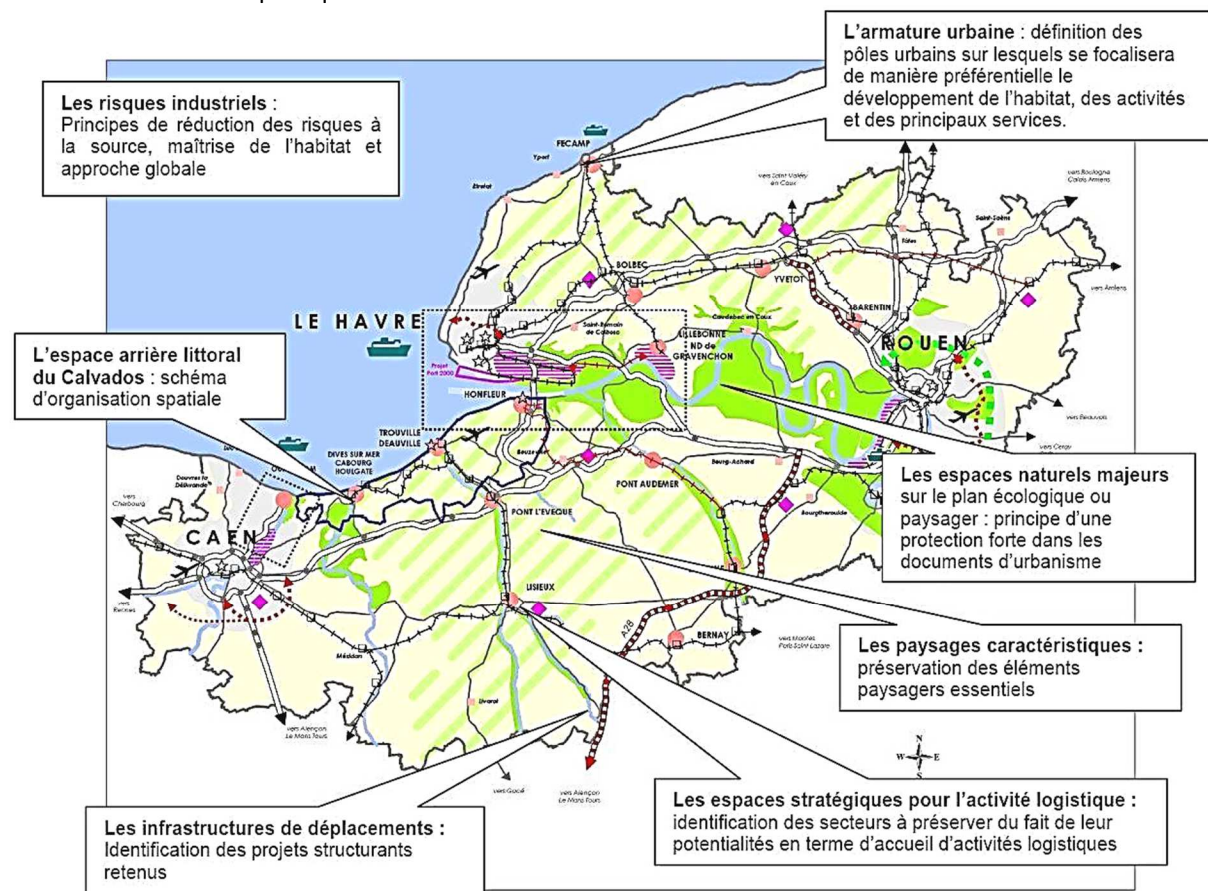 L'armature urbaine : définition des
pôles urbains sur lesquels se focalisera
de manière préférentielle le
développement de l'habitat, des activités
et des principaux services.
Les risques industriels :
Principes de réduction des risques à
la source, maîtrise de l'habitat et
approche globale
FECAMP
Yport
Etretat
vers Saint-Valéry
en Caux
vers Boulogne
Calais Amiens
Saint-Saëns
Tôtes
BOLBEC
YVETOT
vers Amiens
BARENTIN
LE HAVRE
Saint-Romain
de Colbosc
Caudebec en Caux
LILLEBONNE
ND de
GRAVENCHON
ROUEN
Projet
Port 2000
L'espace arrière littoral
du Calvados : schéma
d'organisation spatiale
HONFLEUR
vers Beauvais
TROUVILLE
DEAUVILLE
DIVES SUR MER
CABOURG
HOULGATE
Beuzeville
Bourg-Achard
PONT AUDEMER
Bourgtheroulde
Douvres la
Délivrande
vers
Cherbourg
PONT L'EVEQUE
CAEN
Les espaces naturels majeurs
sur le plan écologique ou
paysager : principe d'une
protection forte dans les
documents d'urbanisme
vers
Rennes
LISIEUX
A28
BERNAY
Mézidon
Livarot
Les paysages caractéristiques :
préservation des éléments
paysagers essentiels
vers Alençon
Le Mans Tours
vers Gacé
vers Alençon
Le Mans Tours
N
W E
S
Les espaces stratégiques pour l'activité logistique :
identification des secteurs à préserver du fait de leur
potentialités en terme d'accueil d'activités logistiques
Les infrastructures de déplacements :
Identification des projets structurants
retenus